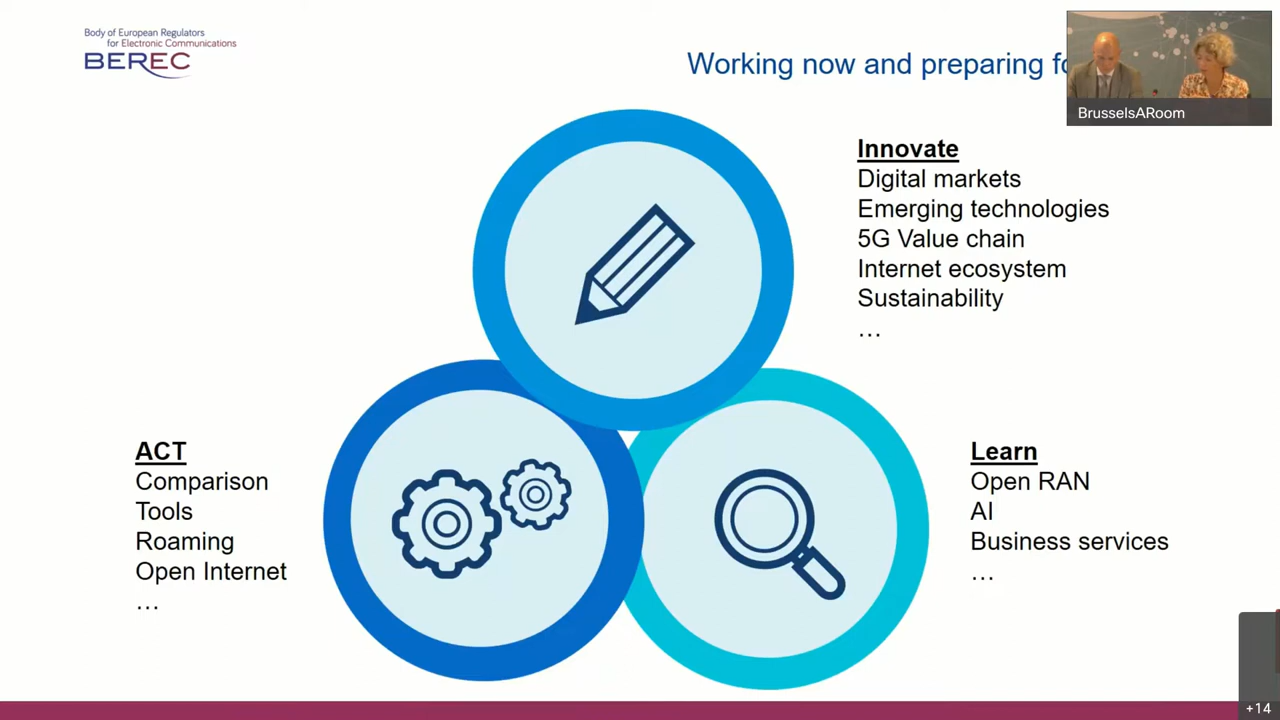 Body of European Regulators
for Electronic Communications
BEREC
Working now and preparing
BrusselsARoom
Innovate
Digital markets
Emerging technologies
5G Value chain
Internet ecosystem
Sustainability
…
ACT
Comparison
Tools
Roaming
Open Internet
…
Learn
Open RAN
AI
Business services
…
+14